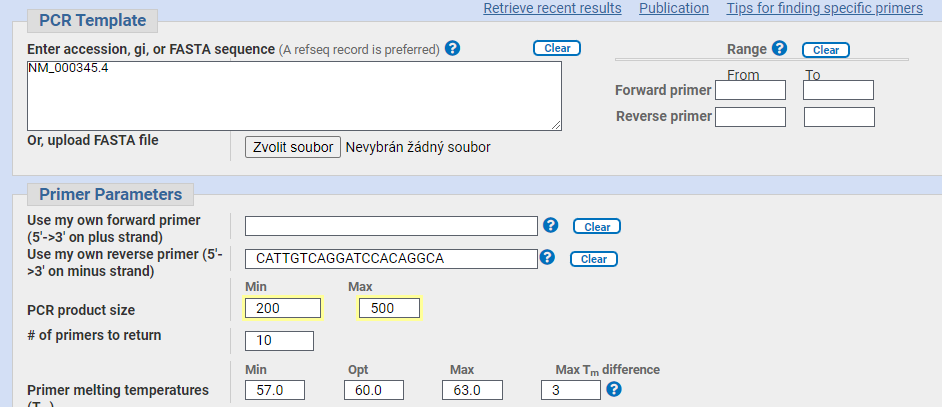 Retrieve recent results Publication Tips for finding specific primers
PCR Template
Enter accession, gi, or FASTA sequence (A refseq record is preferred) ? Clear Range ? Clear
NM_000345.4
From To
Forward primer
Reverse primer
Or, upload FASTA file Zvolit soubor Nevybrán žádný soubor
Primer Parameters
Use my own forward primer
(5'->3' on plus strand) ? Clear
Use my own reverse primer (5'-
>3' on minus strand) CATTGTCAGGATCCACAGGCA ? Clear
Min Max
PCR product size 200 500
# of primers to return 10
Min Opt Max Max Tm difference
Primer melting temperatures 57.0 60.0 63.0 3 ?